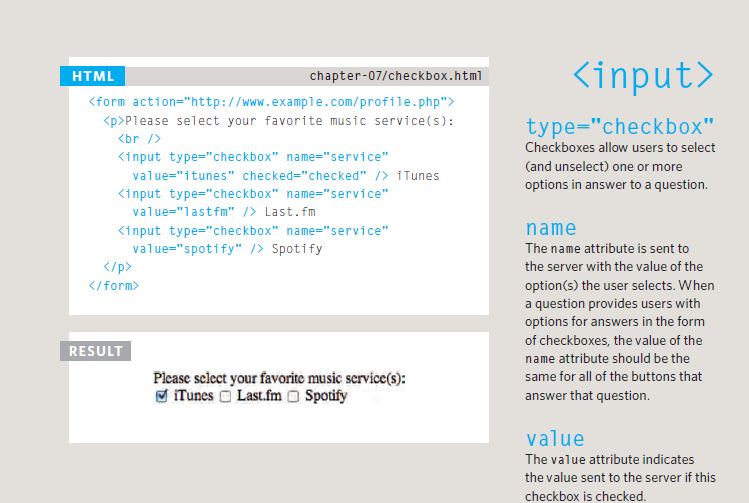 HTML
chapter-07/checkbox.html
<form action="http://www.example.com/profile.php">
<p>Please select your favorite music service(s):
<br />
<input type="checkbox" name="service"
value="itunes" checked="checked" /> iTunes
<input type="checkbox" name="service"
value="lastfm" /> Last.fm
<input type="checkbox" name="service"
value="spotify" /> Spotify
</p>
</form>
RESULT
Please select your favorite music service(s):
iTunes Last.fm Spotify
<input>
type="checkbox"
Checkboxes allow users to select
(and unselect) one or more
options in answer to a question.
name
The name attribute is sent to
the server with the value of the
option(s) the user selects. When
a question provides users with
options for answers in the form
of checkboxes, the value of the
name attribute should be the
same for all of the buttons that
answer that question.
value
The value attribute indicates
the value sent to the server if this
checkbox is checked.